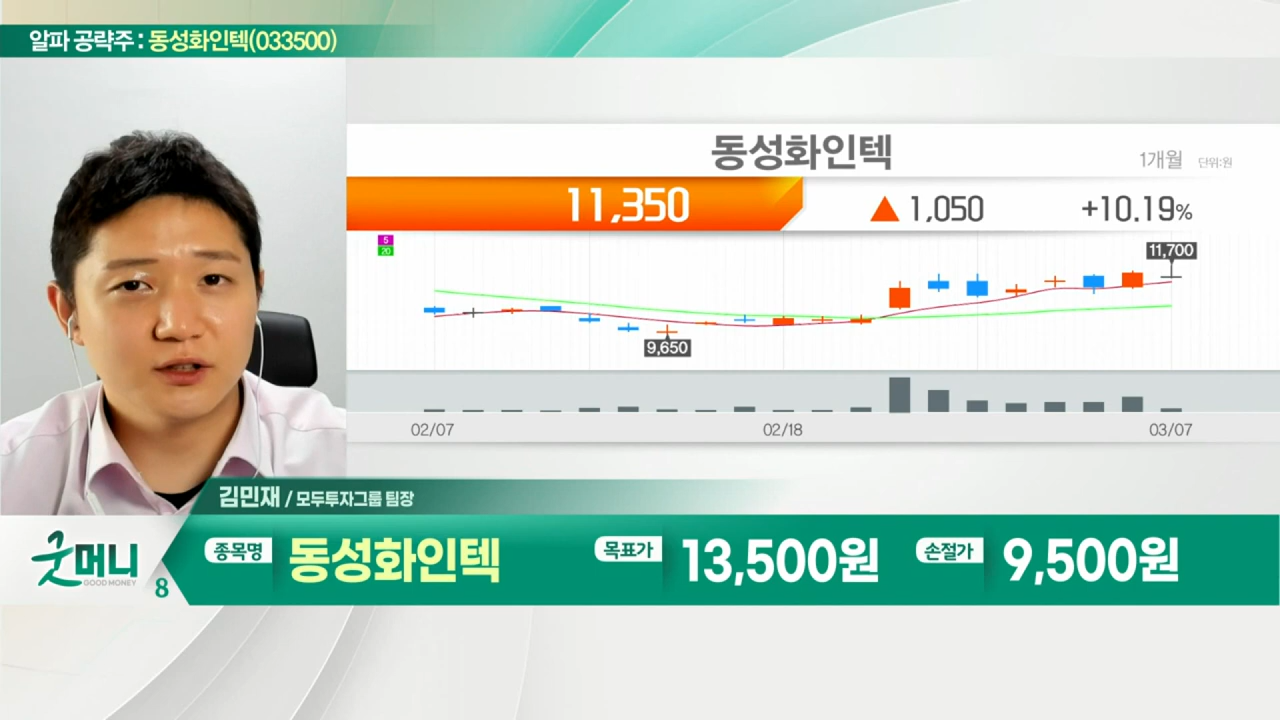 알파 공략주 : 동성화인텍(033500)
동성화인텍
1개월 단위:원
11,350 ▲ 1,050 +10.19%
5
20
11,700
9,650
02/07 02/18 03/07
김민재 / 모두투자그룹 팀장
굿머니
GOOD MONEY
8
종목명 동성화인텍 목표가 13,500원 손절가 9,500원